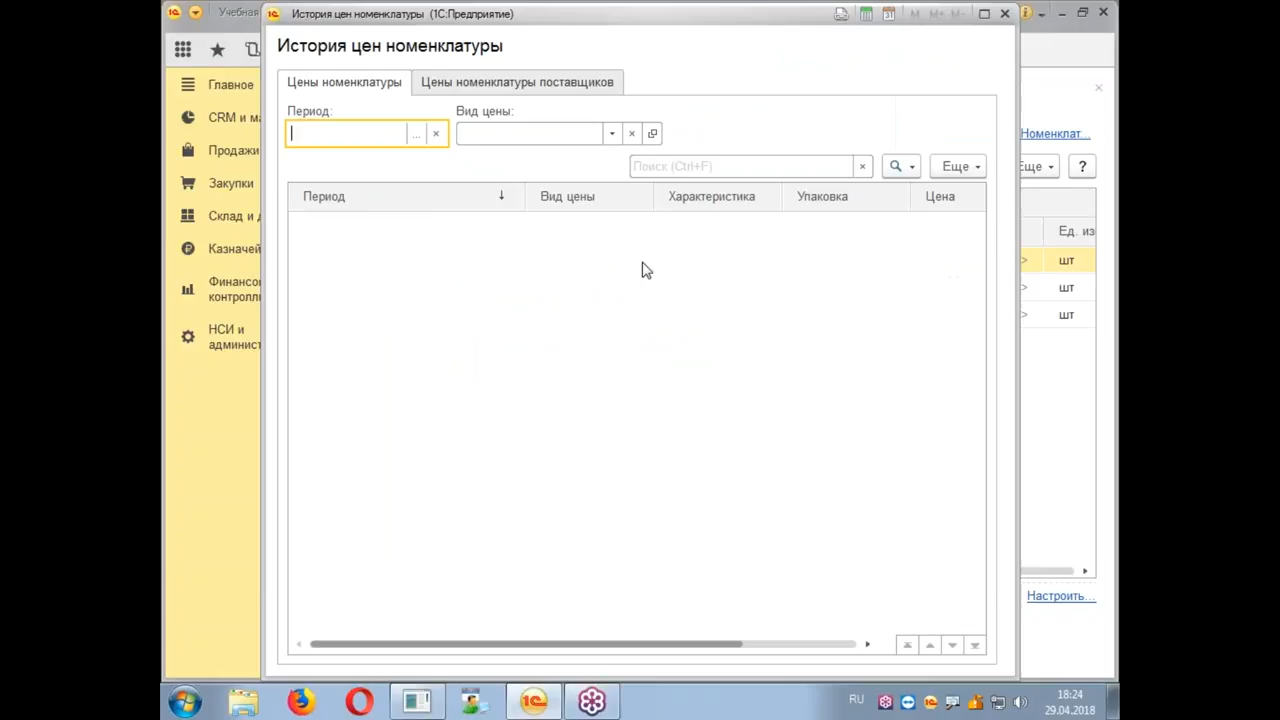 Учебная
История цен номенклатуры (1С:Предприятие)
M M+ M-
История цен номенклатуры
Цены номенклатуры
Цены номенклатуры поставщиков
Период:
Вид цены:
Поиск (Ctrl+F)
Еще
Период
Вид цены
Характеристика
Упаковка
Цена
Главное
CRM и ма
Продажи
Закупки
Склад и д
Казначей
Финансов
контролл
НСИ и
админист
Номенклат...
Еще
?
Ед. из
шт
шт
шт
Настроить...
RU
18:24
29.04.2018